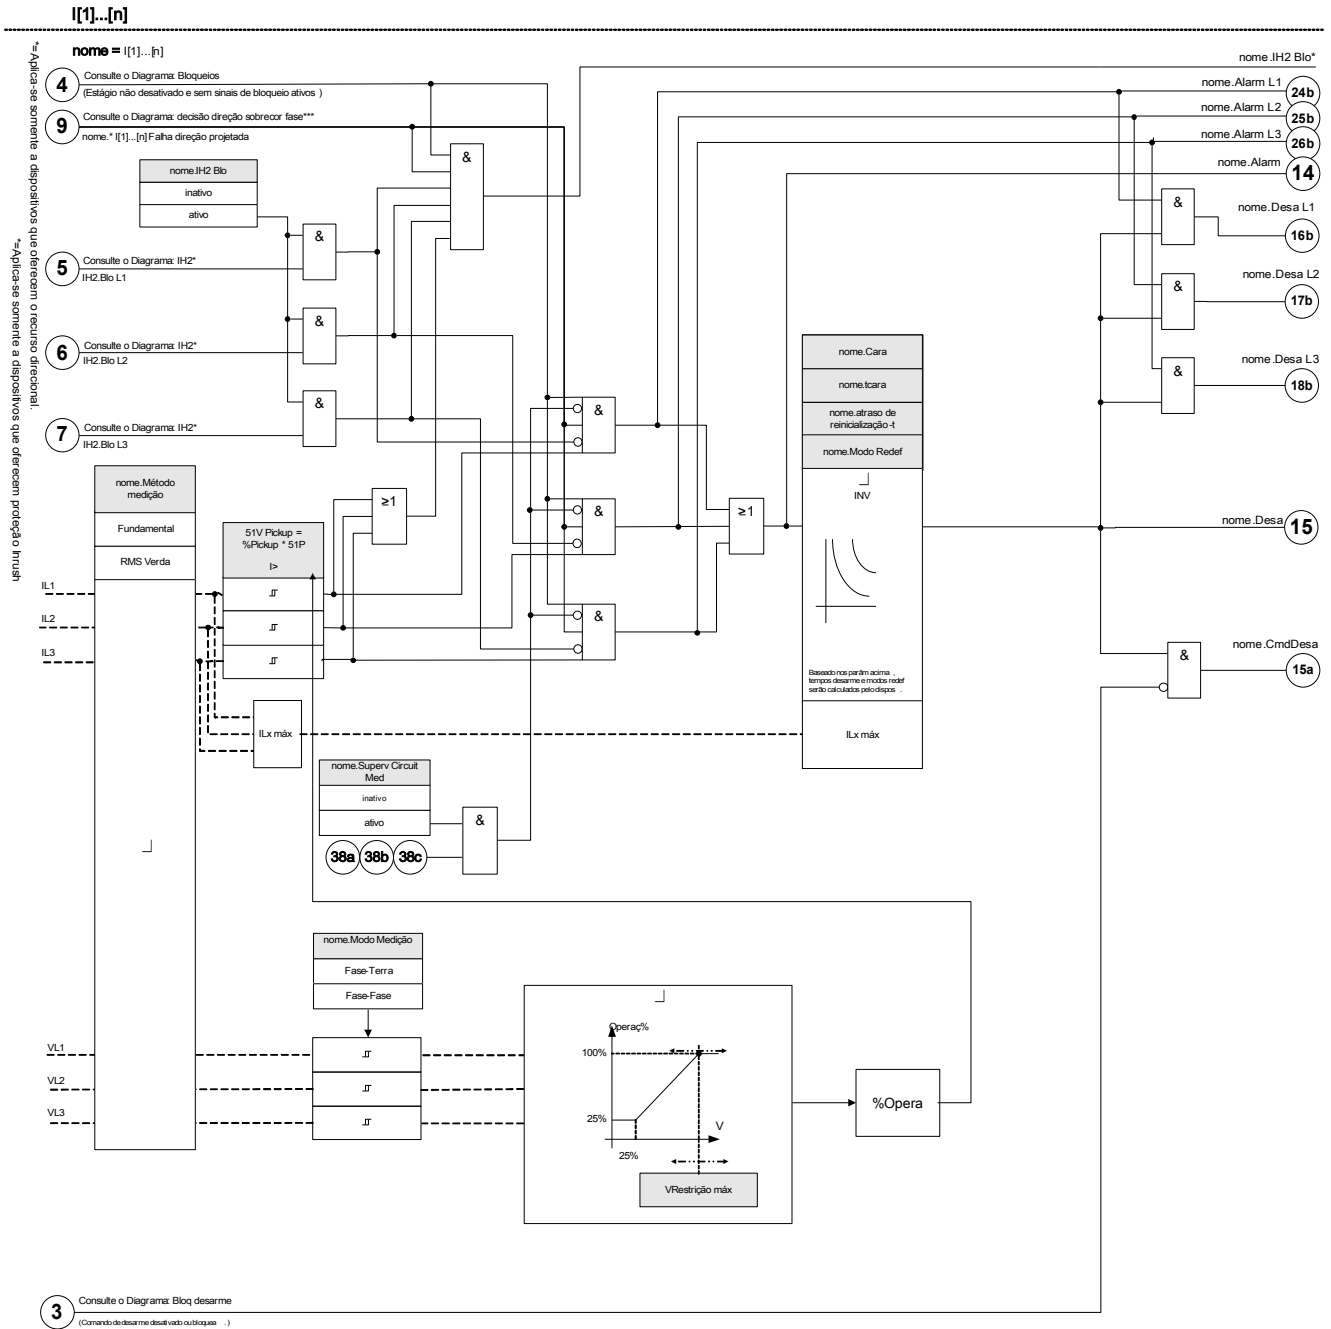 I[1]...[n]
nome = I[1]...[n]
*=Aplica-se somente a dispositivos que oferecem o recurso direcional.
*=Aplica-se somente a dispositivos que oferecem proteção Inrush
4
Consulte o Diagrama: Bloqueios
(Estágio não desativado e sem sinais de bloqueio ativos )
9
Consulte o Diagrama: decisão direção sobrecor fase***
nome.* I[1]...[n] Falha direção projetada
nome.IH2 Blo
inativo
ativo
5
Consulte o Diagrama: IH2*
IH2.Blo L1
6
Consulte o Diagrama: IH2*
IH2.Blo L2
7
Consulte o Diagrama: IH2*
IH2.Blo L3
&
&
&
&
nome.IH2 Blo*
nome.Alarm L1
24b
nome.Alarm L2
25b
nome.Alarm L3
26b
nome.Alarm
14
&
nome.Desa L1
16b
&
nome.Desa L2
17b
&
nome.Desa L3
18b
nome.Método
medição
Fundamental
RMS Verda
51V Pickup =
%Pickup * 51P
I>
≥1
&
&
&
≥1
nome.Cara
nome.tcara
nome.atraso de
reinicialização -t
nome.Modo Redef
INV
Baseado nos parâm acima ,
tempos desarme e modos redef
serão calculados pelo dispos .
ILx máx
nome.Desa
15
&
nome.CmdDesa
15a
IL1
IL2
IL3
ILx máx
nome.Superv Circuit
Med
inativo
ativo
38a
38b
38c
&
nome.Modo Medição
Fase-Terra
Fase-Fase
VL1
VL2
VL3
Operaç%
100%
25%
V
25%
VRestrição máx
%Opera
3
Consulte o Diagrama: Bloq desarme
(Comando de desarme desativado ou bloquea . )